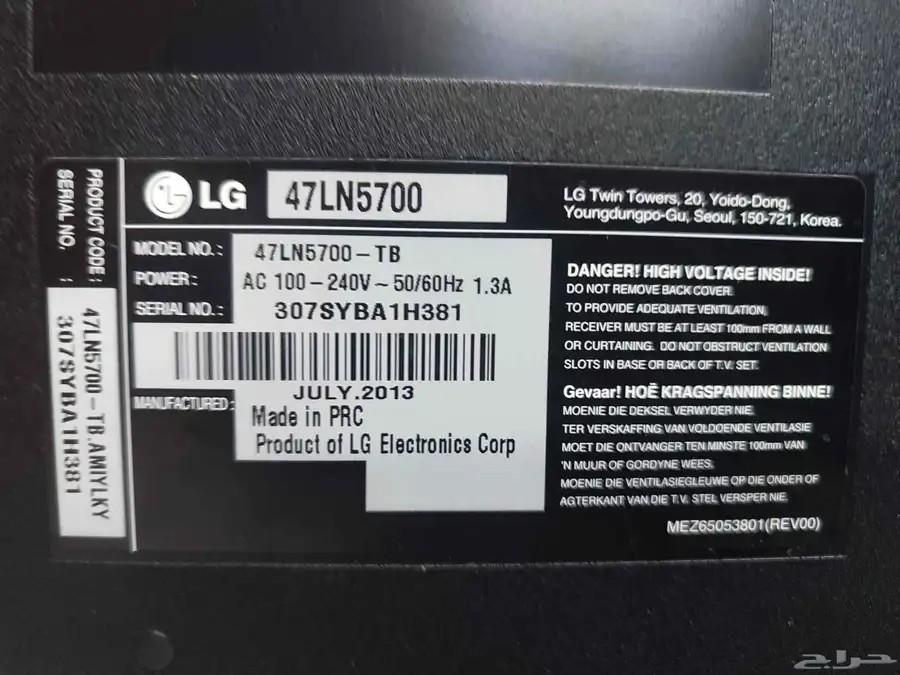 LG
47LN5700
LG Twin Towers, 20, Yoido-Dong,
Youngdungpo-Gu, Seoul, 150-721, Korea.
PRODUCT CODE : 47LN5700-TB.AMIYLKY
SERIAL NO. : 307SYBA1H381
MODEL NO. : 47LN5700-TB
POWER : AC 100-240V~50/60Hz 1.3A
SERIAL NO. : 307SYBA1H381
JULY.2013
MANUFACTURED : Made in PRC
Product of LG Electronics Corp
DANGER! HIGH VOLTAGE INSIDE!
DO NOT REMOVE BACK COVER.
TO PROVIDE ADEQUATE VENTILATION,
RECEIVER MUST BE AT LEAST 100mm FROM A WALL
OR CURTAINING. DO NOT OBSTRUCT VENTILATION
SLOTS IN BASE OR BACK OF T.V. SET.
Gevaar! HOË KRAGSPANNING BINNE!
MOENIE DIE DEKSEL VERWYDER NIE.
TER VERSKAFFING VAN VOLDOENDE VENTILASIE
MOET DIE ONTVANGER TEN MINSTE 100mm VAN
'N MUUR OF GORDYNE WEES.
MOENIE DIE VENTILASIEGLEUWE OP DIE ONDER OF
AGTERKANT VAN DIE T.V. STEL VERSPER NIE.
MEZ65053801(REV00)
حراج